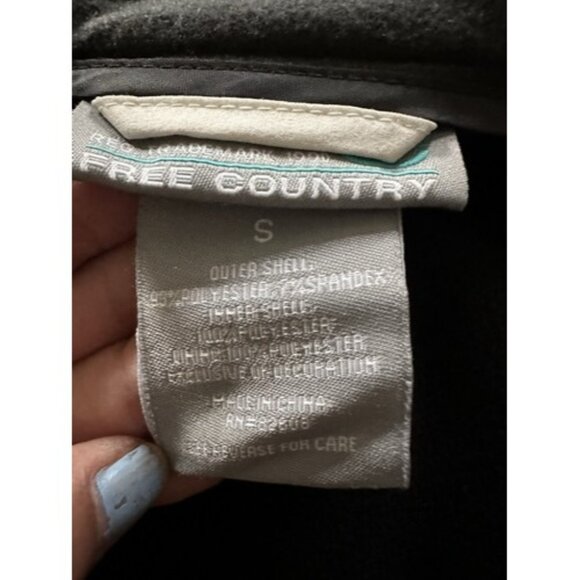 FREE COUNTRY
S
OUTER SHELL:
93% POLYESTER, 7% SPANDEX
INNER SHELL:
100% POLYESTER
LINING: 100% POLYESTER
EXCLUSIVE OF DECORATION
MADE IN CHINA
REVERSE FOR CARE